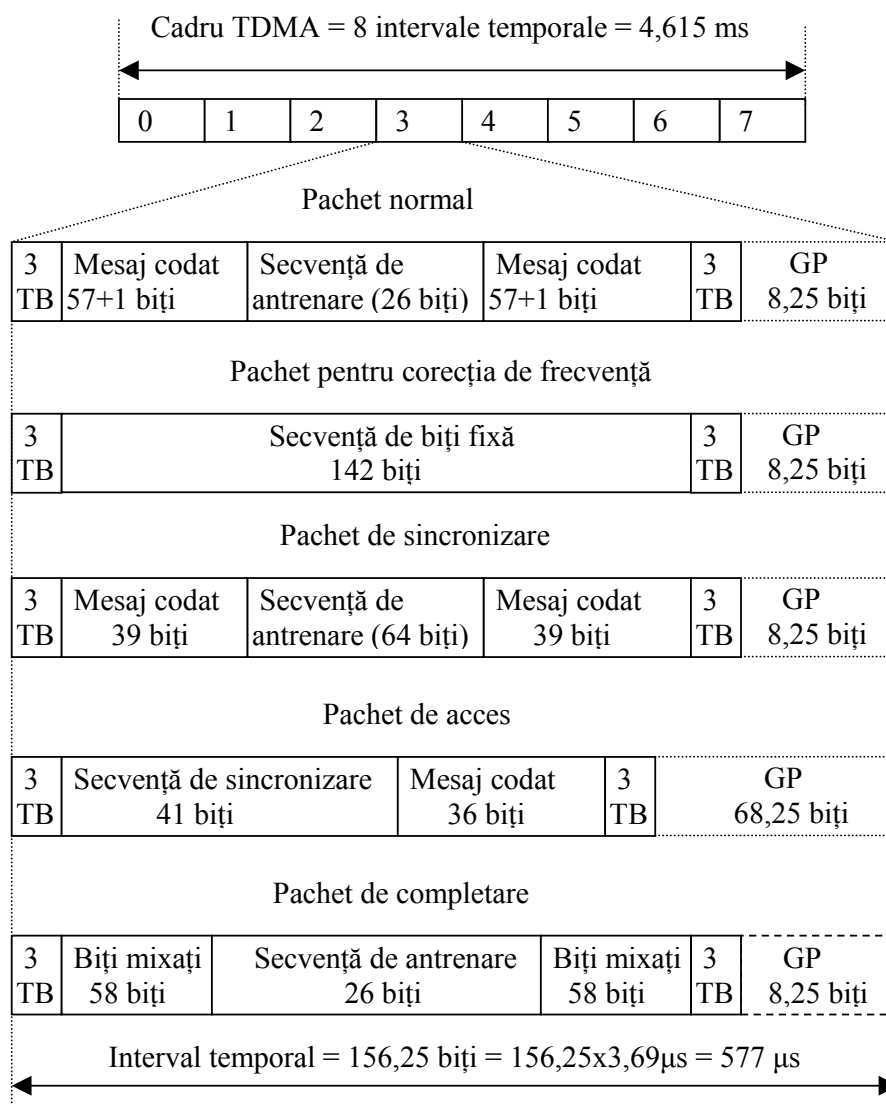 Cadru TDMA = 8 intervale temporale = 4,615 ms
0 1 2 3 4 5 6 7
Pachet normal
3 Mesaj codat Secvență de Mesaj codat 3 GP
TB 57+1 biți antrenare (26 biți) 57+1 biți TB 8,25 biți
Pachet pentru corecția de frecvență
3 Secvență de biți fixă 3 GP
TB 142 biți TB 8,25 biți
Pachet de sincronizare
3 Mesaj codat Secvență de Mesaj codat 3 GP
TB 39 biți antrenare (64 biți) 39 biți TB 8,25 biți
Pachet de acces
3 Secvență de sincronizare Mesaj codat 3 GP
TB 41 biți 36 biți TB 68,25 biți
Pachet de completare
3 Biți mixați Secvență de antrenare Biți mixați 3 GP
TB 58 biți 26 biți 58 biți TB 8,25 biți
Interval temporal = 156,25 biți = 156,25x3,69μs = 577 μs